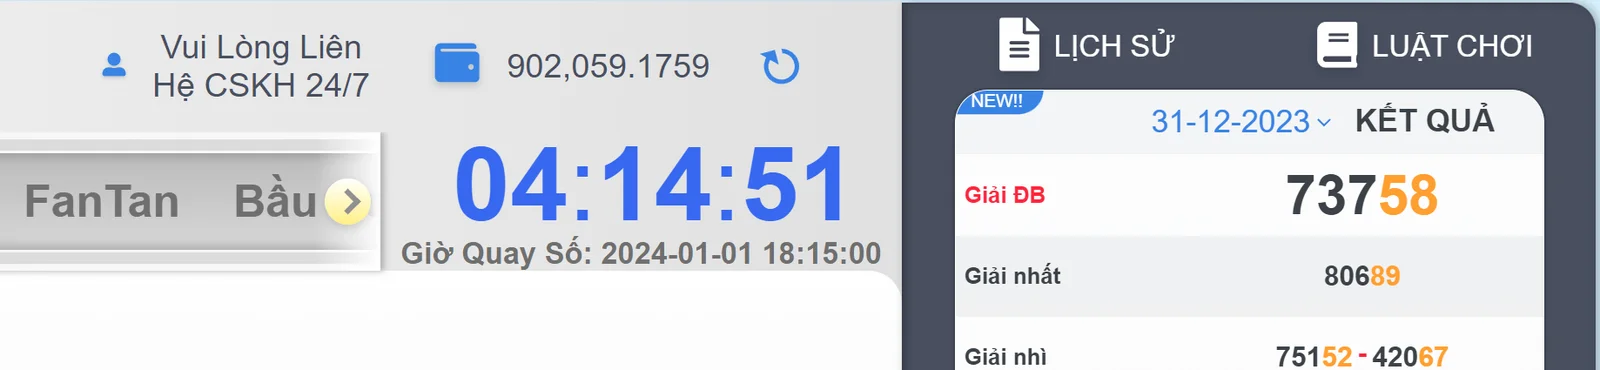 Vui Lòng Liên
Hệ CSKH 24/7
902,059.1759
FanTan Bầu
04:14:51
Giờ Quay Số: 2024-01-01 18:15:00
LỊCH SỬ
LUẬT CHƠI
NEW!!
31-12-2023 KẾT QUẢ
Giải ĐB 73758
Giải nhất 80689
Giải nhì 75152 - 42067